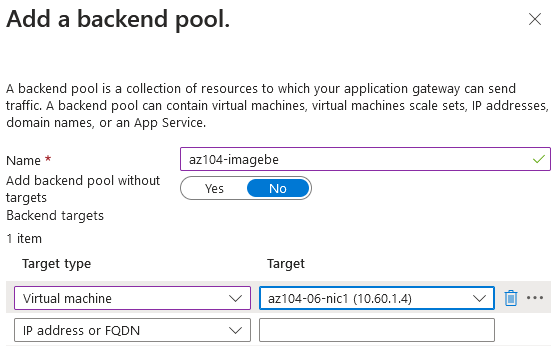 Add a backend pool.
A backend pool is a collection of resources to which your application gateway can send
traffic. A backend pool can contain virtual machines, virtual machines scale sets, IP addresses,
domain names, or an App Service.
Name *
az104-imagebe
Add backend pool without
targets
Yes
No
Backend targets
1 item
Target type
Target
Virtual machine
az104-06-nic1 (10.60.1.4)
IP address or FQDN